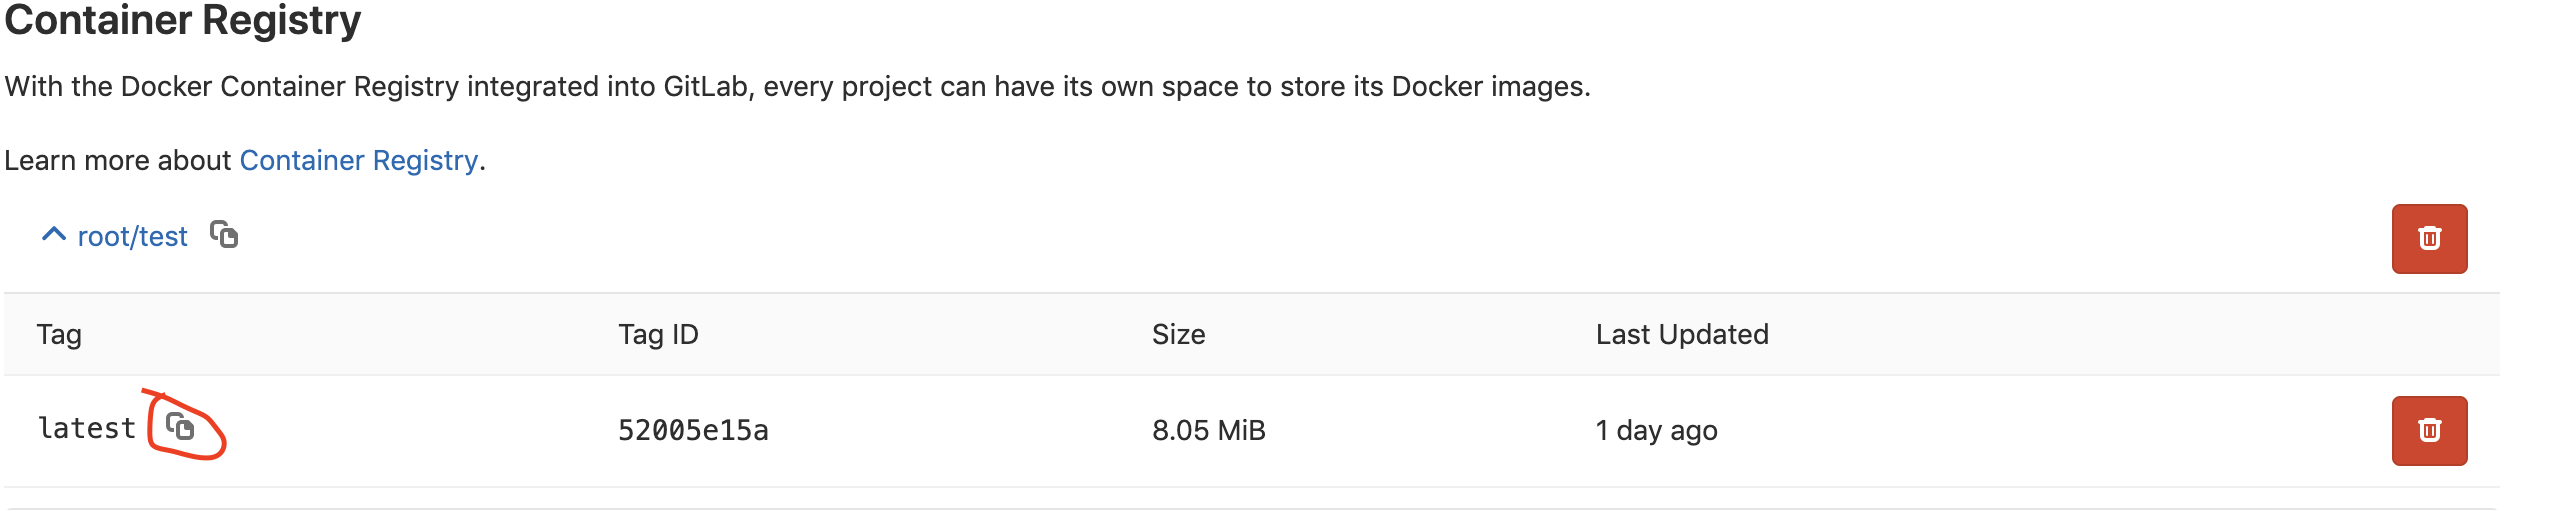 Container Registry
With the Docker Container Registry integrated into GitLab, every project can have its own space to store its Docker images.
Learn more about Container Registry.
root/test
Tag Tag ID Size Last Updated
latest 52005e15a 8.05 MiB 1 day ago